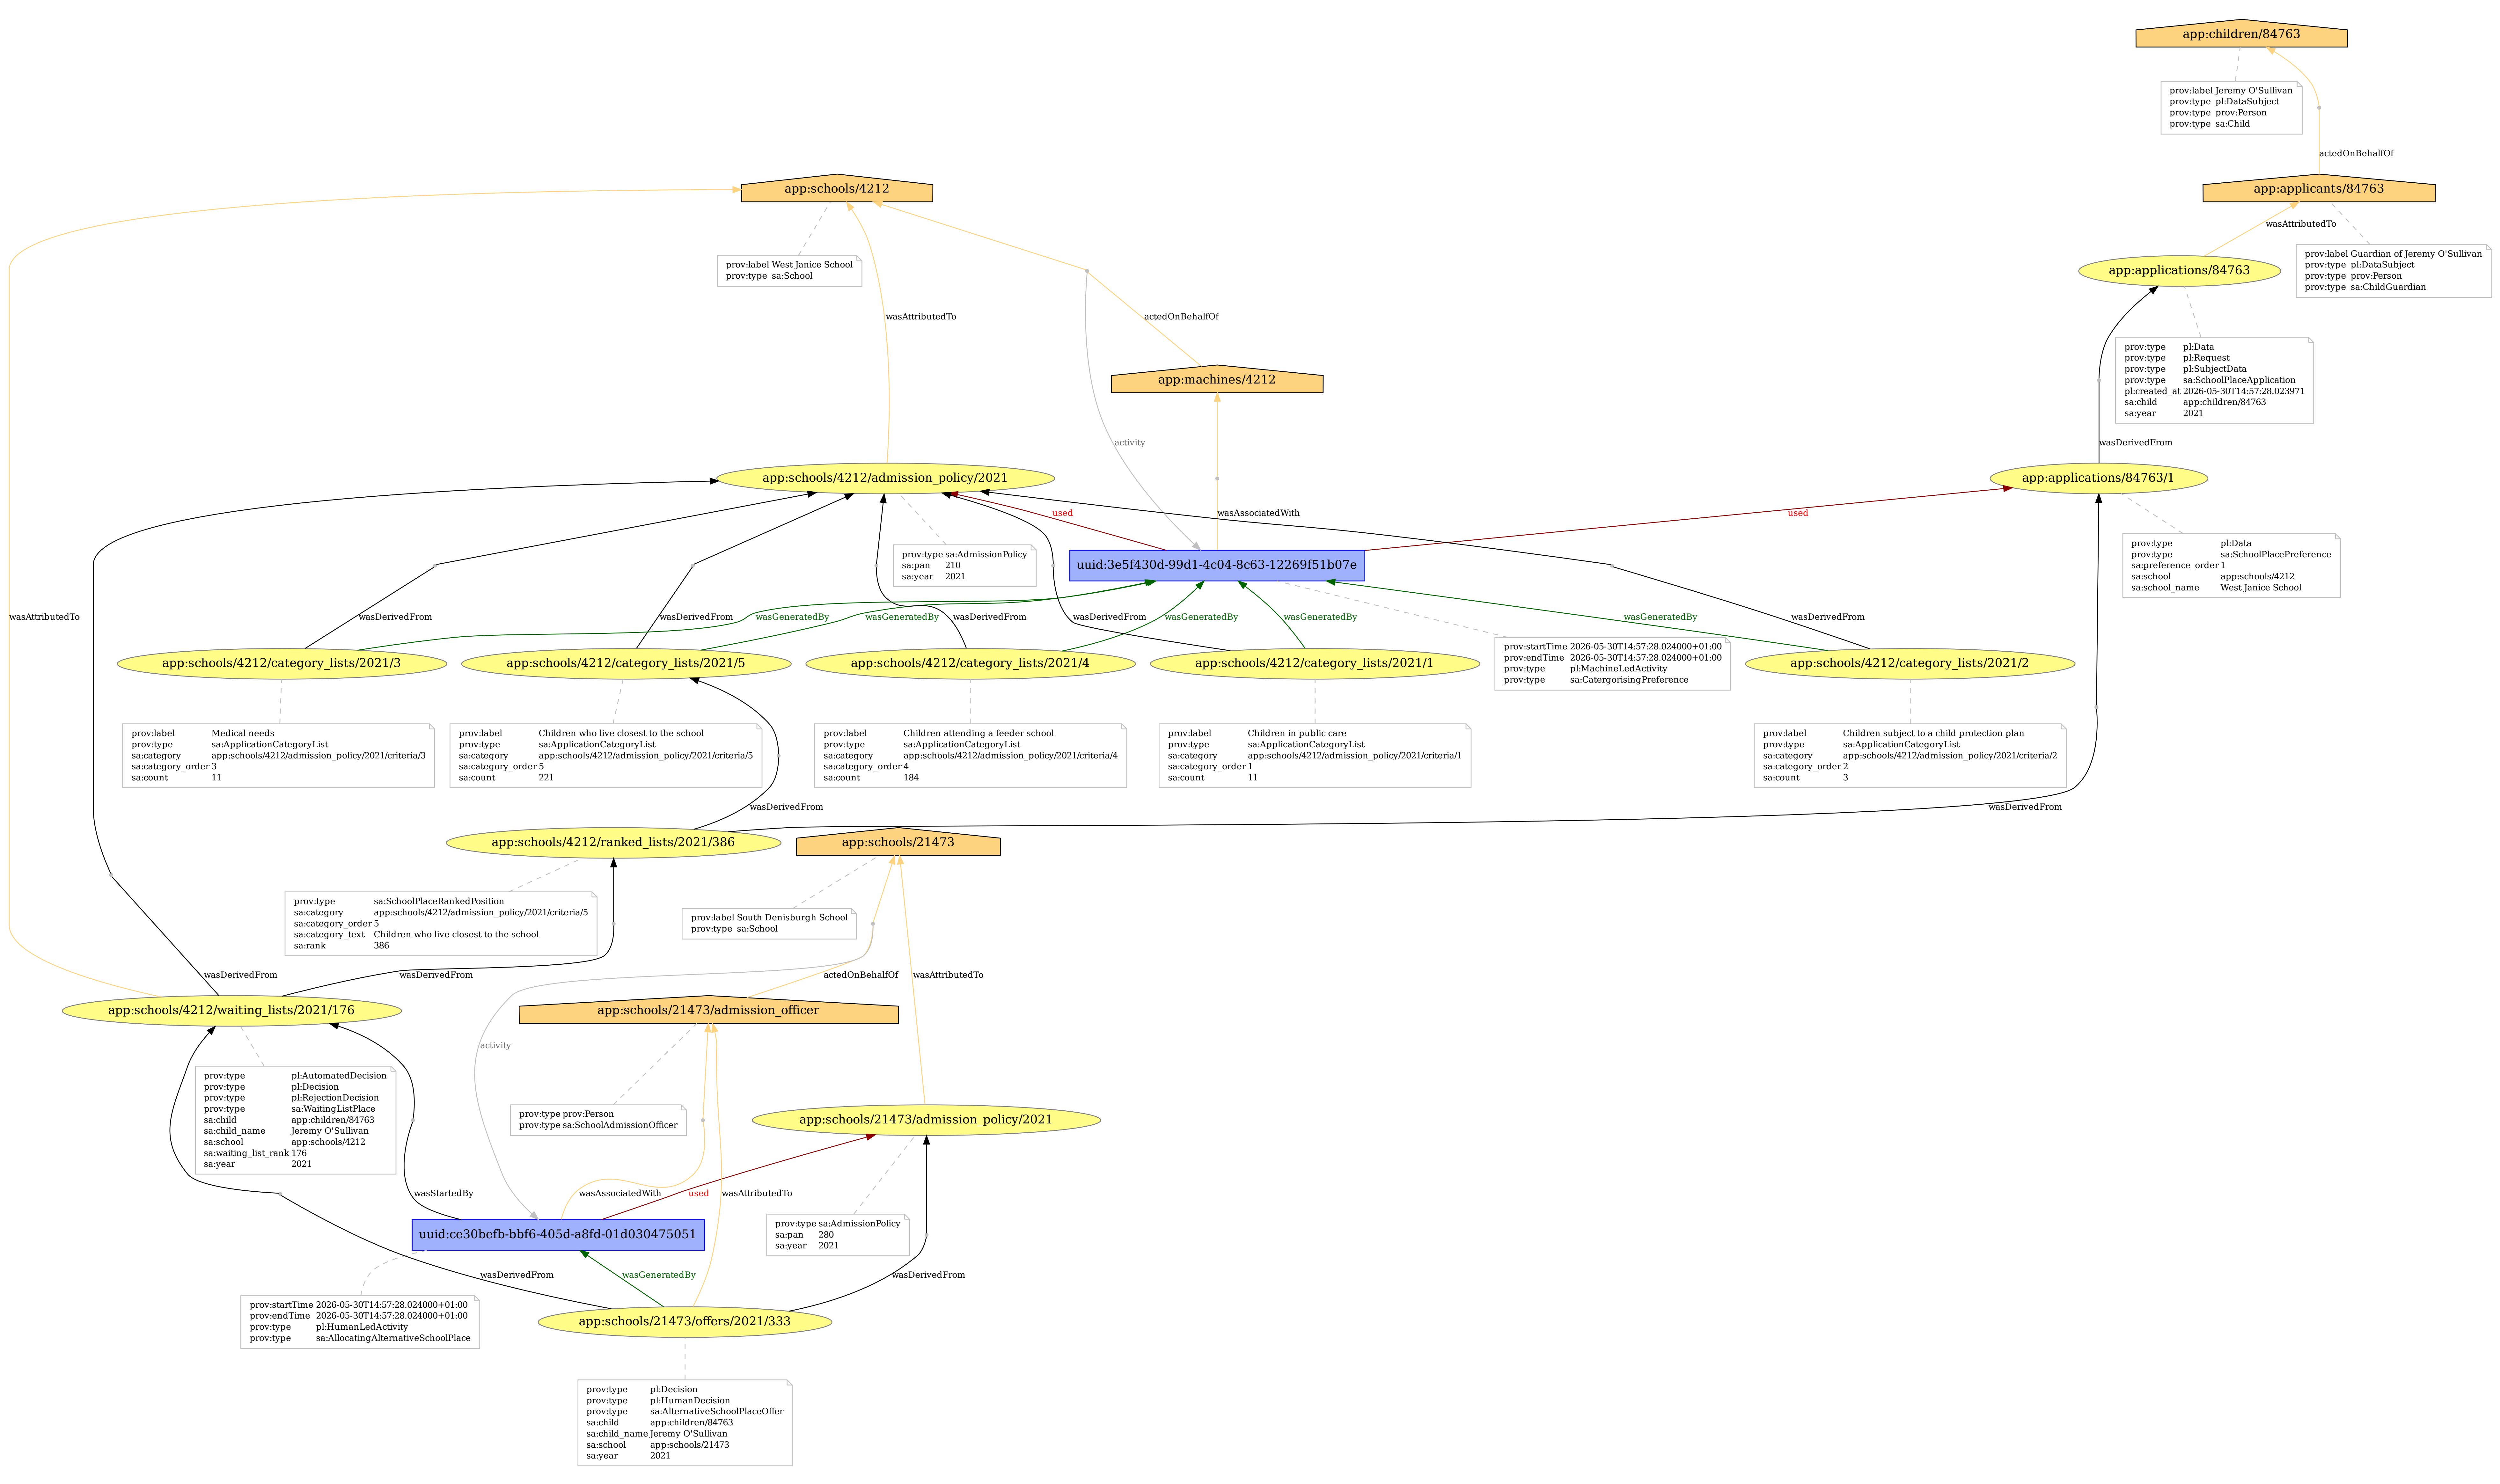 app:children/84763
prov:label Jeremy O'Sullivan
prov:type pl:DataSubject
prov:type prov:Person
prov:type sa:Child
actedOnBehalfOf
app:schools/4212
app:applicants/84763
wasAttributedTo
prov:label West Janice School
prov:type sa:School
prov:label Guardian of Jeremy O'Sullivan
prov:type pl:DataSubject
prov:type prov:Person
prov:type sa:ChildGuardian
app:applications/84763
wasAttributedTo
actedOnBehalfOf
prov:type pl:Data
prov:type pl:Request
prov:type pl:SubjectData
prov:type sa:SchoolPlaceApplication
pl:created_at 2026-05-30T14:57:28.023971
sa:child app:children/84763
sa:year 2021
app:machines/4212
activity
wasDerivedFrom
app:schools/4212/admission_policy/2021
app:applications/84763/1
used
wasAssociatedWith
used
prov:type sa:AdmissionPolicy
sa:pan 210
sa:year 2021
uuid:3e5f430d-99d1-4c04-8c63-12269f51b07e
prov:type pl:Data
prov:type sa:SchoolPlacePreference
sa:preference_order 1
sa:school app:schools/4212
sa:school_name West Janice School
wasAttributedTo
wasDerivedFrom
wasGeneratedBy
wasDerivedFrom
wasGeneratedBy
wasDerivedFrom
wasGeneratedBy
wasDerivedFrom
wasGeneratedBy
wasGeneratedBy
wasDerivedFrom
app:schools/4212/category_lists/2021/3
app:schools/4212/category_lists/2021/5
app:schools/4212/category_lists/2021/4
app:schools/4212/category_lists/2021/1
prov:startTime 2026-05-30T14:57:28.024000+01:00
prov:endTime 2026-05-30T14:57:28.024000+01:00
prov:type pl:MachineLedActivity
prov:type sa:CatergorisingPreference
app:schools/4212/category_lists/2021/2
prov:label Medical needs
prov:type sa:ApplicationCategoryList
sa:category app:schools/4212/admission_policy/2021/criteria/3
sa:category_order 3
sa:count 11
prov:label Children who live closest to the school
prov:type sa:ApplicationCategoryList
sa:category app:schools/4212/admission_policy/2021/criteria/5
sa:category_order 5
sa:count 221
prov:label Children attending a feeder school
prov:type sa:ApplicationCategoryList
sa:category app:schools/4212/admission_policy/2021/criteria/4
sa:category_order 4
sa:count 184
prov:label Children in public care
prov:type sa:ApplicationCategoryList
sa:category app:schools/4212/admission_policy/2021/criteria/1
sa:category_order 1
sa:count 11
prov:label Children subject to a child protection plan
prov:type sa:ApplicationCategoryList
sa:category app:schools/4212/admission_policy/2021/criteria/2
sa:category_order 2
sa:count 3
wasDerivedFrom
wasDerivedFrom
app:schools/4212/ranked_lists/2021/386
app:schools/21473
prov:type sa:SchoolPlaceRankedPosition
sa:category app:schools/4212/admission_policy/2021/criteria/5
sa:category_order 5
sa:category_text Children who live closest to the school
sa:rank 386
prov:label South Denisburgh School
prov:type sa:School
wasDerivedFrom
wasDerivedFrom
actedOnBehalfOf
wasAttributedTo
app:schools/4212/waiting_lists/2021/176
app:schools/21473/admission_officer
activity
prov:type pl:AutomatedDecision
prov:type pl:Decision
prov:type pl:RejectionDecision
prov:type sa:WaitingListPlace
sa:child app:children/84763
sa:child_name Jeremy O'Sullivan
sa:school app:schools/4212
sa:waiting_list_rank 176
sa:year 2021
prov:type prov:Person
prov:type sa:SchoolAdmissionOfficer
app:schools/21473/admission_policy/2021
wasStartedBy
wasAssociatedWith
used
wasAttributedTo
prov:type sa:AdmissionPolicy
sa:pan 280
sa:year 2021
uuid:ce30befb-bbf6-405d-a8fd-01d030475051
wasDerivedFrom
wasGeneratedBy
wasDerivedFrom
prov:startTime 2026-05-30T14:57:28.024000+01:00
prov:endTime 2026-05-30T14:57:28.024000+01:00
prov:type pl:HumanLedActivity
prov:type sa:AllocatingAlternativeSchoolPlace
app:schools/21473/offers/2021/333
prov:type pl:Decision
prov:type pl:HumanDecision
prov:type sa:AlternativeSchoolPlaceOffer
sa:child app:children/84763
sa:child_name Jeremy O'Sullivan
sa:school app:schools/21473
sa:year 2021